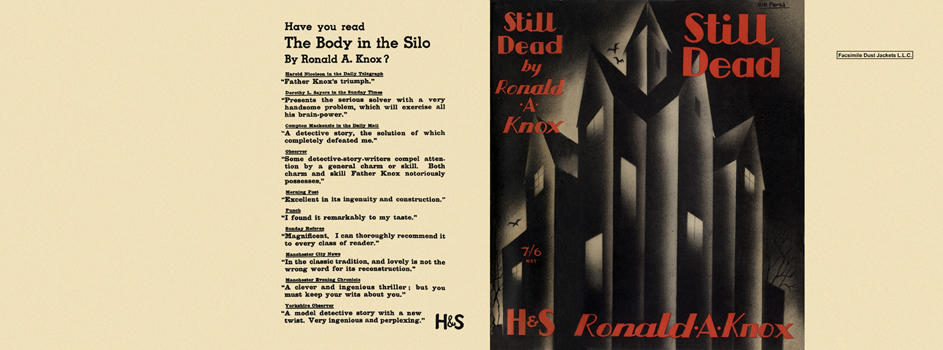 Have you read
The Body in the Silo
By Ronald A. Knox?
Harold Nicolson in the Daily Telegraph
"Father Knox's triumph."
Dorothy L. Sayers in the Sunday Times
"Presents the serious solver with a very
handsome problem, which will exercise all
his brain-power."
Compton Mackenzie in the Daily Mail
"A detective story, the solution of which
completely defeated me."
Observer
"Some detective-story-writers compel atten-
tion by a general charm or skill. Both
charm and skill Father Knox notoriously
possesses."
Morning Post
"Excellent in its ingenuity and construction."
Punch
"I found it remarkably to my taste."
Sunday Referee
"Magnificent. I can thoroughly recommend it
to every class of reader."
Manchester City News
"In the classic tradition, and lovely is not the
wrong word for its reconstruction."
Manchester Evening Chronicle
"A clever and ingenious thriller; but you
must keep your wits about you."
Yorkshire Observer
"A model detective story with a new
twist. Very ingenious and perplexing."
H&S
Still
Dead
by
Ronald
·A·
Knox
7/6
NET
H&S
Still
Dead
Ronald·A·Knox
Facsimile Dust Jackets L.L.C.